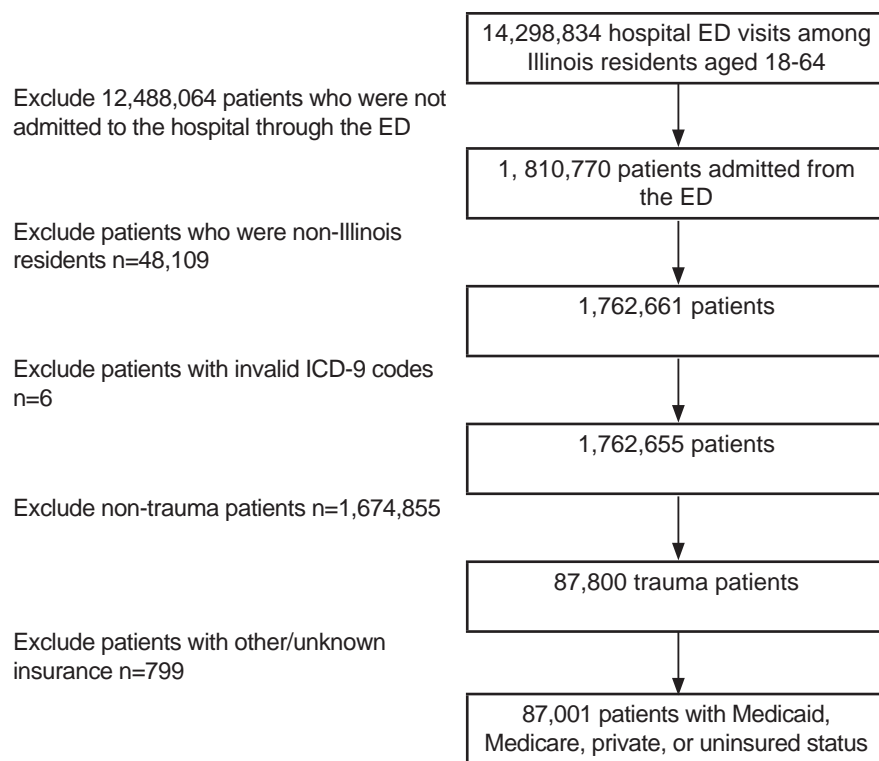 14,298,834 hospital ED visits among
Illinois residents aged 18-64
Exclude 12,488,064 patients who were not
admitted to the hospital through the ED
1, 810,770 patients admitted from
the ED
Exclude patients who were non-Illinois
residents n=48,109
1,762,661 patients
Exclude patients with invalid ICD-9 codes
n=6
1,762,655 patients
Exclude non-trauma patients n=1,674,855
87,800 trauma patients
Exclude patients with other/unknown
insurance n=799
87,001 patients with Medicaid,
Medicare, private, or uninsured status